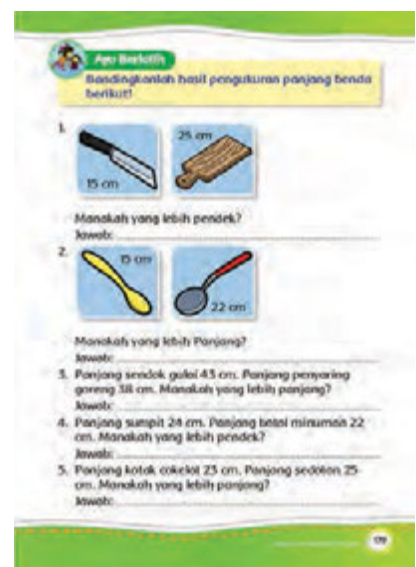 Ayo Berlatih
Bandingkanlah hasil pengukuran panjang benda
berikut!
1.
25 cm
15 cm
Manakah yang lebih pendek?
Jawab:
2.
15 cm
22 cm
Manakah yang lebih Panjang?
Jawab:
3. Panjang sendok gulai 43 cm. Panjang penyaring
goreng 38 cm. Manakah yang lebih panjang?
Jawab:
4. Panjang sumpit 24 cm. Panjang botol minuman 22
cm. Manakah yang lebih pendek?
Jawab:
5. Panjang kotak cokelat 23 cm. Panjang sedotan 25
cm. Manakah yang lebih panjang?
Jawab: